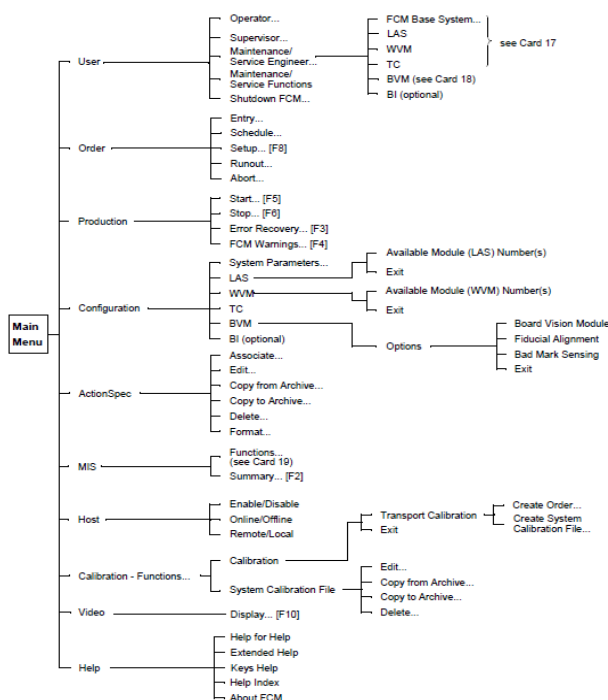 Main
Menu
User
Operator...
Supervisor...
Maintenance/
Service Engineer...
Maintenance/
Service Functions
Shutdown FCM...
FCM Base System...
LAS
WVM
TC
BVM (see Card 18)
BI (optional)
see Card 17
Order
Entry...
Schedule...
Setup... [F8]
Runout...
Abort...
Production
Start... [F5]
Stop... [F6]
Error Recovery... [F3]
FCM Warnings... [F4]
Configuration
System Parameters...
LAS
WVM
TC
BVM
BI (optional)
Available Module (LAS) Number(s)
Exit
Available Module (WVM) Number(s)
Exit
Options
Board Vision Module
Fiducial Alignment
Bad Mark Sensing
Exit
ActionSpec
Associate...
Edit...
Copy from Archive...
Copy to Archive...
Delete...
Format...
MIS
Functions...
(see Card 19)
Summary... [F2]
Host
Enable/Disable
Online/Offline
Remote/Local
Calibration - Functions...
Calibration
System Calibration File
Transport Calibration
Exit
Create Order...
Create System
Calibration File...
Edit...
Copy from Archive...
Copy to Archive...
Delete...
Video
Display... [F10]
Help
Help for Help
Extended Help
Keys Help
Help Index
About FCM